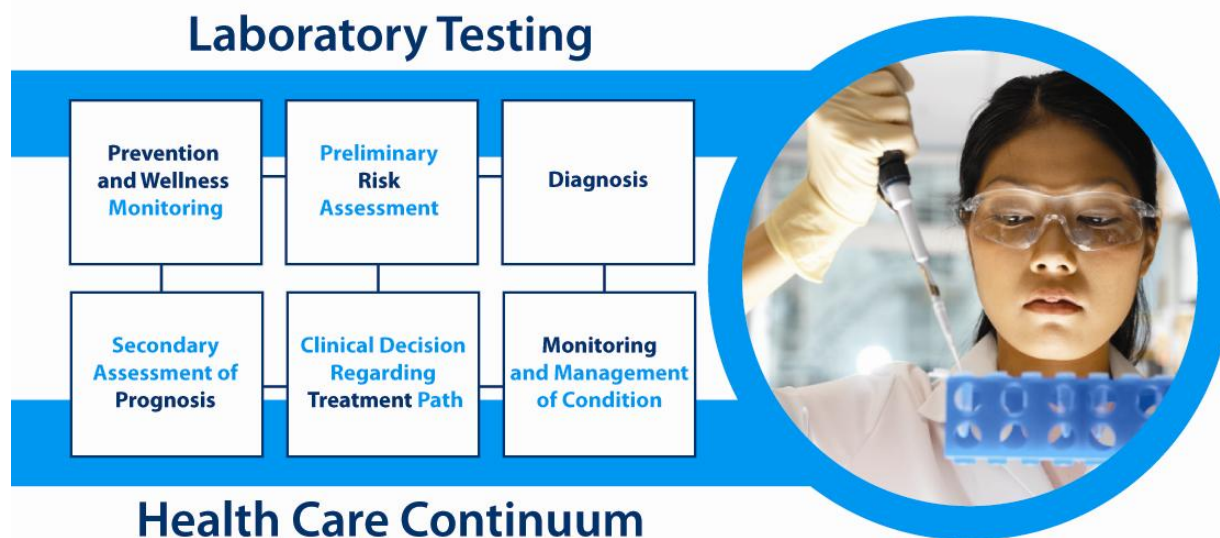 Laboratory Testing
Prevention
and Wellness
Monitoring
Preliminary
Risk
Assessment
Diagnosis
Secondary
Assessment of
Prognosis
Clinical Decision
Regarding
Treatment Path
Monitoring
and Management
of Condition
Health Care Continuum